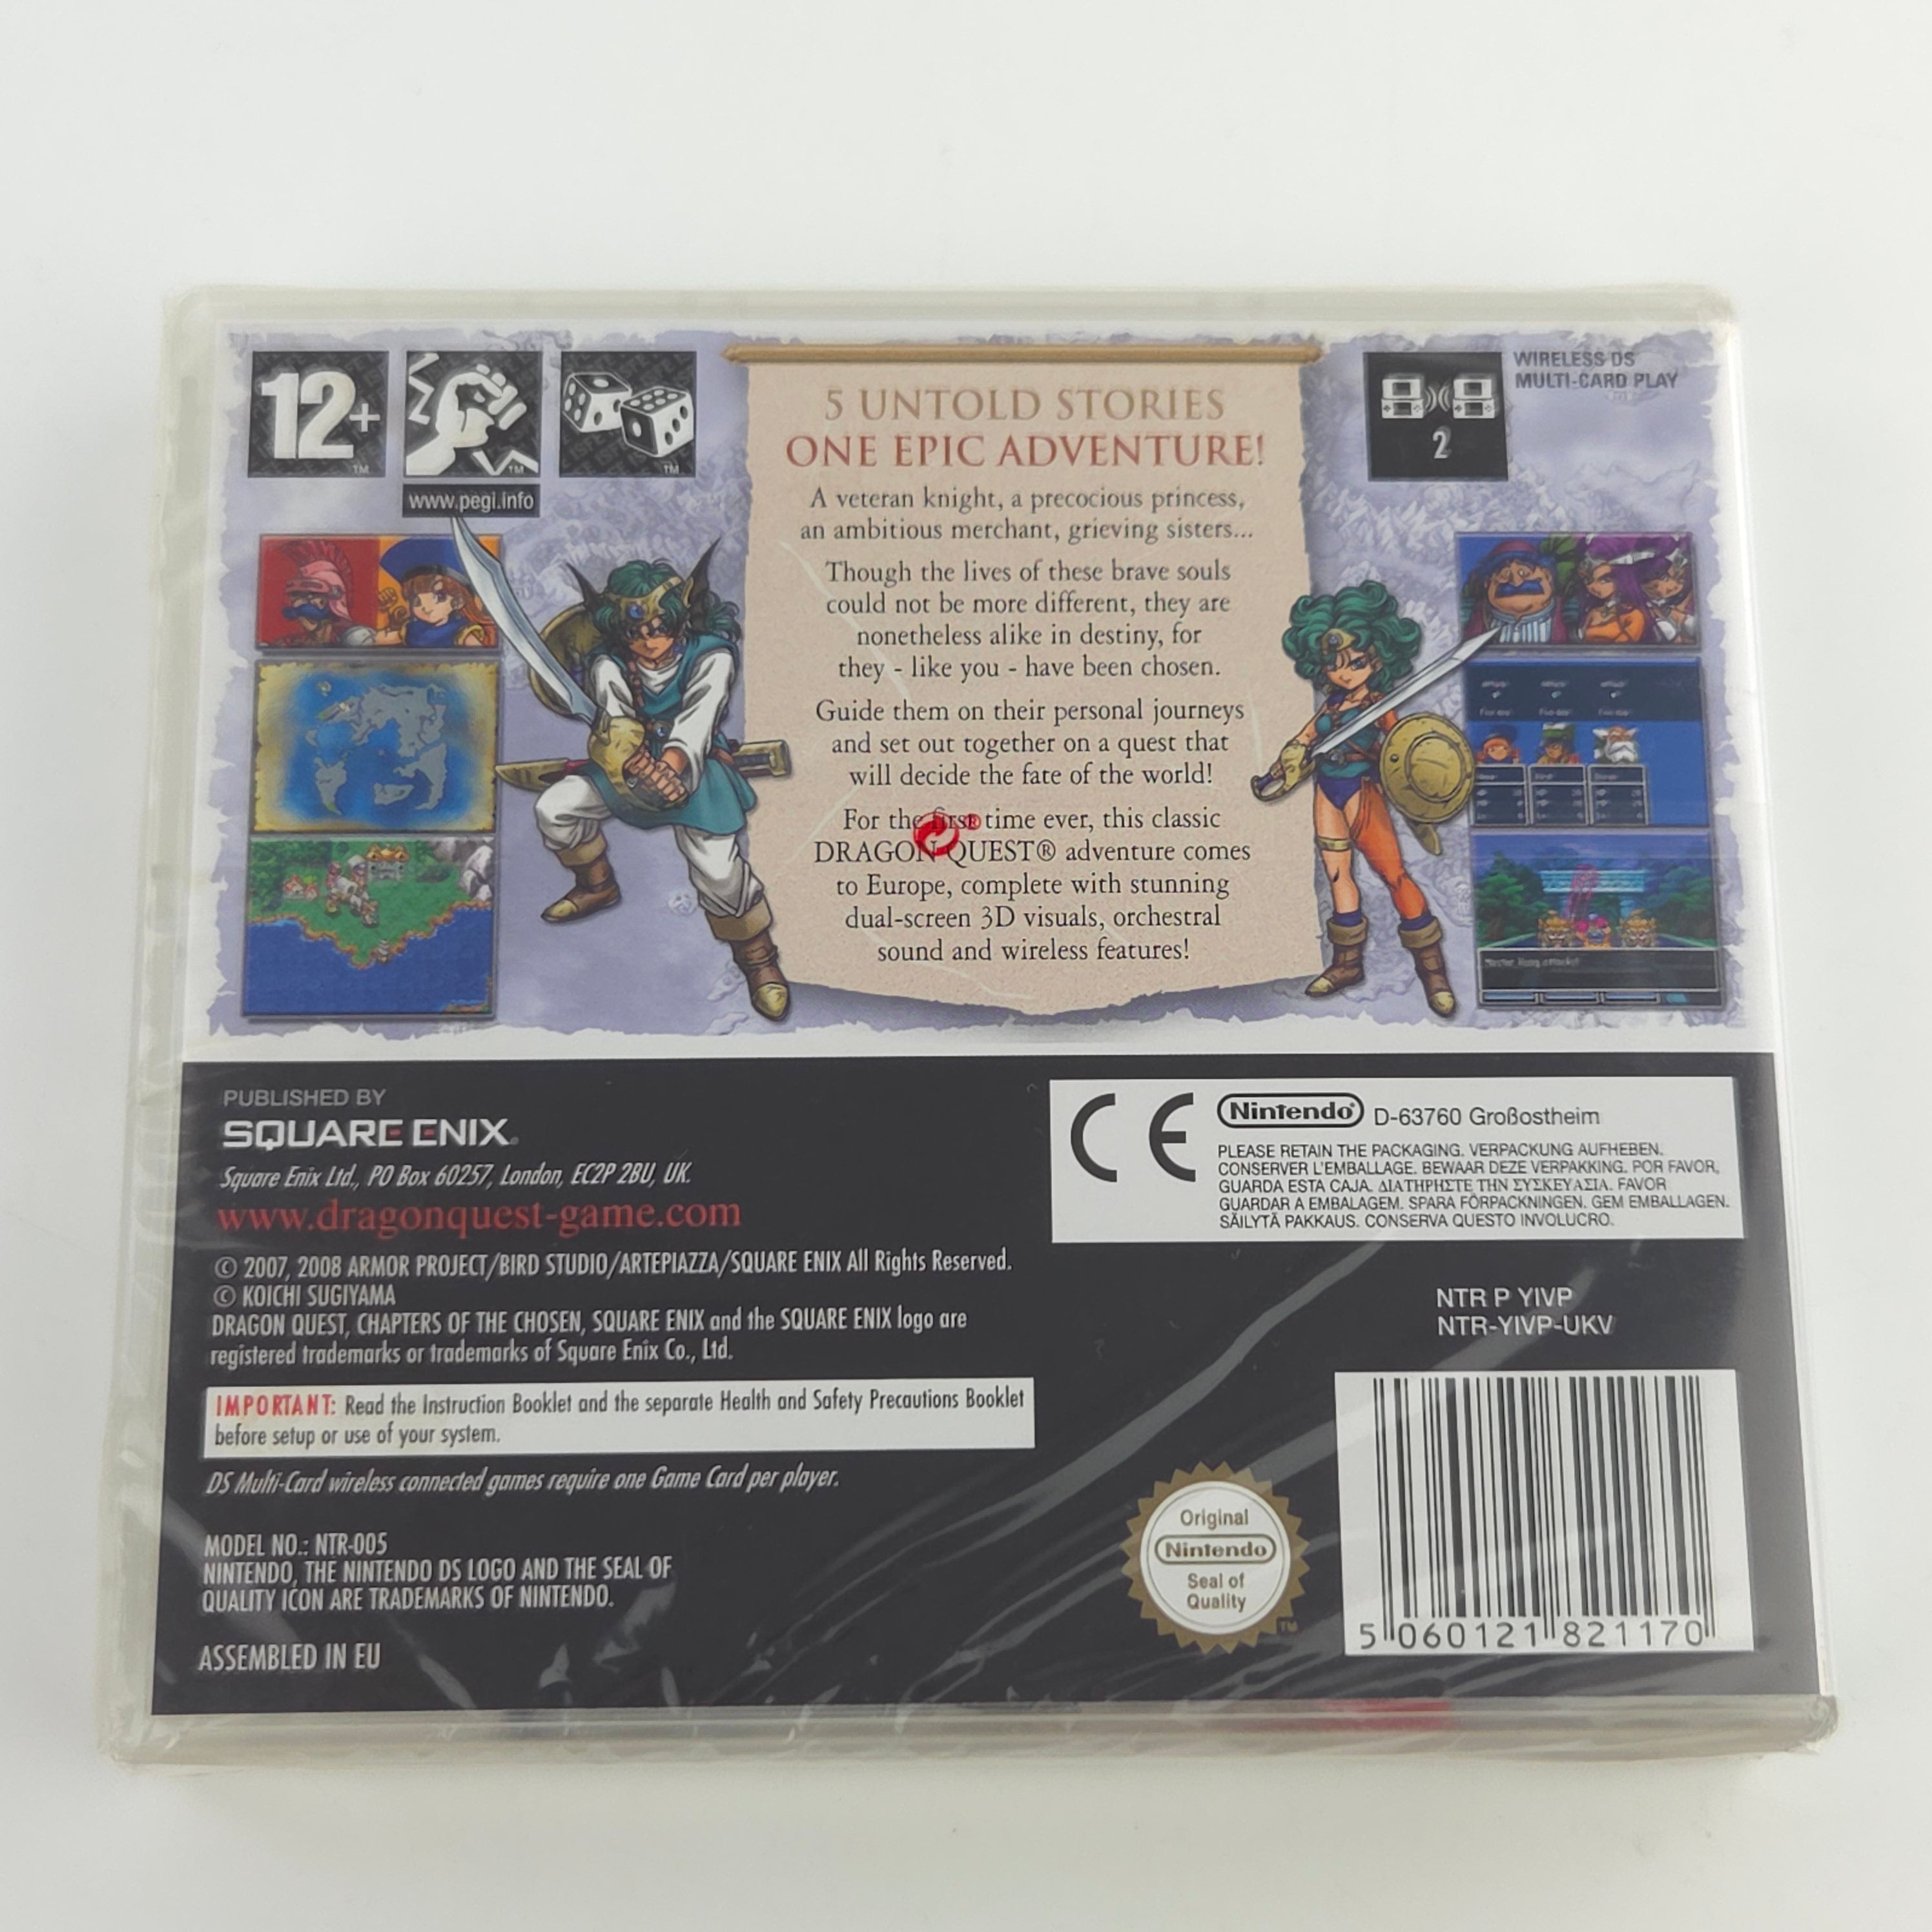 12+
™
™
™
www.pegi.info
5 UNTOLD STORIES
ONE EPIC ADVENTURE!
A veteran knight, a precocious princess,
an ambitious merchant, grieving sisters...
Though the lives of these brave souls
could not be more different, they are
nonetheless alike in destiny, for
they - like you - have been chosen.
Guide them on their personal journeys
and set out together on a quest that
will decide the fate of the world!
For the first time ever, this classic
DRAGON QUEST® adventure comes
to Europe, complete with stunning
dual-screen 3D visuals, orchestral
sound and wireless features!
WIRELESS DS
MULTI-CARD PLAY
2
PUBLISHED BY
SQUARE ENIX®
Square Enix Ltd., PO Box 60257, London, EC2P 2BU, UK.
www.dragonquest-game.com
© 2007, 2008 ARMOR PROJECT/BIRD STUDIO/ARTEPIAZZA/SQUARE ENIX All Rights Reserved.
© KOICHI SUGIYAMA
DRAGON QUEST, CHAPTERS OF THE CHOSEN, SQUARE ENIX and the SQUARE ENIX logo are
registered trademarks or trademarks of Square Enix Co., Ltd.
IMPORTANT: Read the Instruction Booklet and the separate Health and Safety Precautions Booklet
before setup or use of your system.
DS Multi-Card wireless connected games require one Game Card per player.
MODEL NO.: NTR-005
NINTENDO, THE NINTENDO DS LOGO AND THE SEAL OF
QUALITY ICON ARE TRADEMARKS OF NINTENDO.
ASSEMBLED IN EU
CE
Nintendo® D-63760 Großostheim
PLEASE RETAIN THE PACKAGING. VERPACKUNG AUFHEBEN.
CONSERVER L'EMBALLAGE. BEWAAR DEZE VERPAKKING. POR FAVOR,
GUARDA ESTA CAJA. ΔΙΑΤΗΡΗΣΤΕ ΤΗΝ ΣΥΣΚΕΥΑΣΙΑ. FAVOR
GUARDAR A EMBALAGEM. SPARA FÖRPACKNINGEN. GEM EMBALLAGEN.
SÄILYTÄ PAKKAUS. CONSERVA QUESTO INVOLUCRO.
NTR P YIVP
NTR-YIVP-UKV
Original
Nintendo
Seal of
Quality
™
5 060121 821170